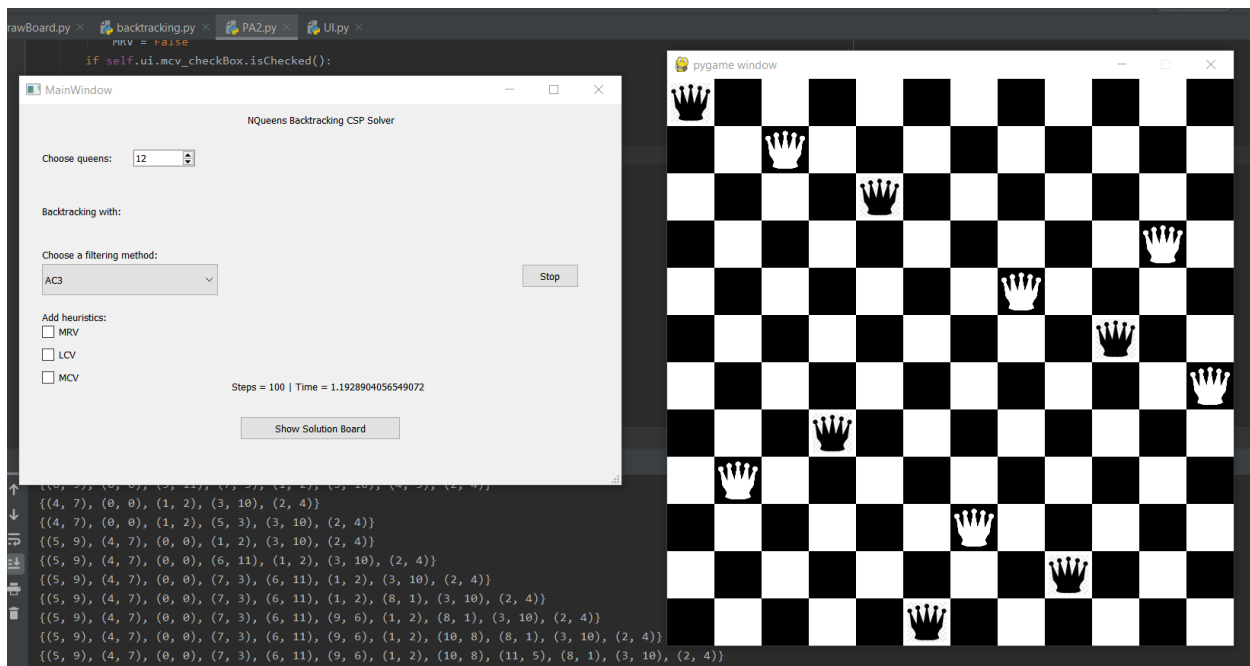 rawBoard.py × backtracking.py × PA2.py × UI.py ×
MRV = False
if self.ui.mcv_checkBox.isChecked():
MainWindow
NQueens Backtracking CSP Solver
Choose queens: 12
Backtracking with:
Choose a filtering method:
AC3
Stop
Add heuristics:
MRV
LCV
MCV
Steps = 100 | Time = 1.1928904056549072
Show Solution Board
pygame window
{(4, 7), (0, 0), (1, 2), (3, 10), (2, 4)}
{(4, 7), (0, 0), (1, 2), (5, 3), (3, 10), (2, 4)}
{(5, 9), (4, 7), (0, 0), (1, 2), (3, 10), (2, 4)}
{(5, 9), (4, 7), (0, 0), (6, 11), (1, 2), (3, 10), (2, 4)}
{(5, 9), (4, 7), (0, 0), (7, 3), (6, 11), (1, 2), (3, 10), (2, 4)}
{(5, 9), (4, 7), (0, 0), (7, 3), (6, 11), (1, 2), (8, 1), (3, 10), (2, 4)}
{(5, 9), (4, 7), (0, 0), (7, 3), (6, 11), (9, 6), (1, 2), (8, 1), (3, 10), (2, 4)}
{(5, 9), (4, 7), (0, 0), (7, 3), (6, 11), (9, 6), (1, 2), (10, 8), (8, 1), (3, 10), (2, 4)}
{(5, 9), (4, 7), (0, 0), (7, 3), (6, 11), (9, 6), (1, 2), (10, 8), (11, 5), (8, 1), (3, 10), (2, 4)}